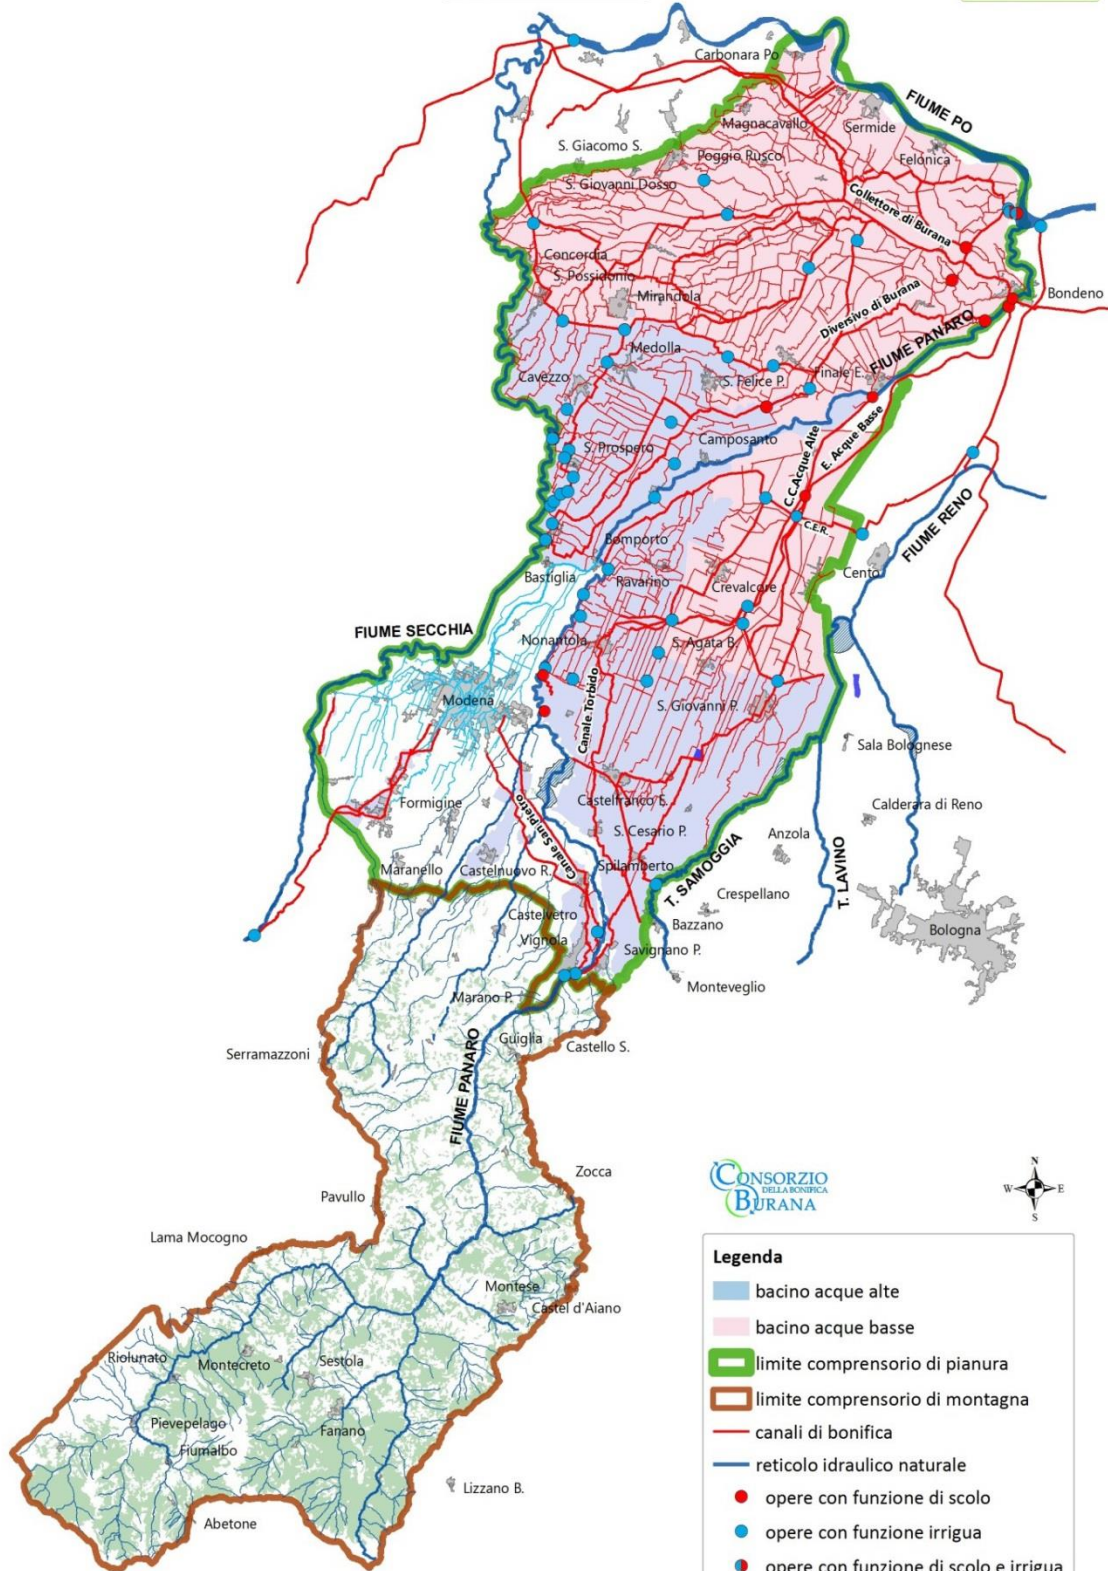 Carbonara Po
FIUME PO
Magnacavallo
Sermide
S. Giacomo S.
Poggio Rusco
Felonica
S. Giovanni Dosso
Collettore di Burana
Concordia
S. Possidonio
Mirandola
Bondeno
Diversivo di Burana
FIUME PANARO
Medolla
Cavezzo
S. Felice P.
Finale E.
Camposanto
S. Prospero
C.C.Acque Alte
E. Acque Basse
C.E.R.
FIUME RENO
Bomporto
Bastiglia
Ravarino
Crevalcore
Cento
FIUME SECCHIA
Nonantola
S. Agata B.
Modena
Canale Torbido
S. Giovanni P.
Sala Bolognese
Formigine
Castelfranco E.
Calderara di Reno
Canale San Pietro
S. Cesario P.
Anzola
Maranello
Castelnuovo R.
Spilamberto
T. SAMOGGIA
T. LAVINO
Crespellano
Castelvetro
Bazzano
Bologna
Vignola
Savignano P.
Monteveglio
Marano P.
Guiglia
Castello S.
Serramazzoni
FIUME PANARO
Zocca
Pavullo
Lama Mocogno
Montese
Castel d'Aiano
Riolunato
Montecreto
Sestola
Pievepelago
Fanano
Fiumalbo
Lizzano B.
Abetone
CONSORZIO
DELLA BONIFICA
BURANA
N
W E
S
Legenda
bacino acque alte
bacino acque basse
limite comprensorio di pianura
limite comprensorio di montagna
canali di bonifica
reticolo idraulico naturale
opere con funzione di scolo
opere con funzione irrigua
opere con funzione di scolo e irrigua